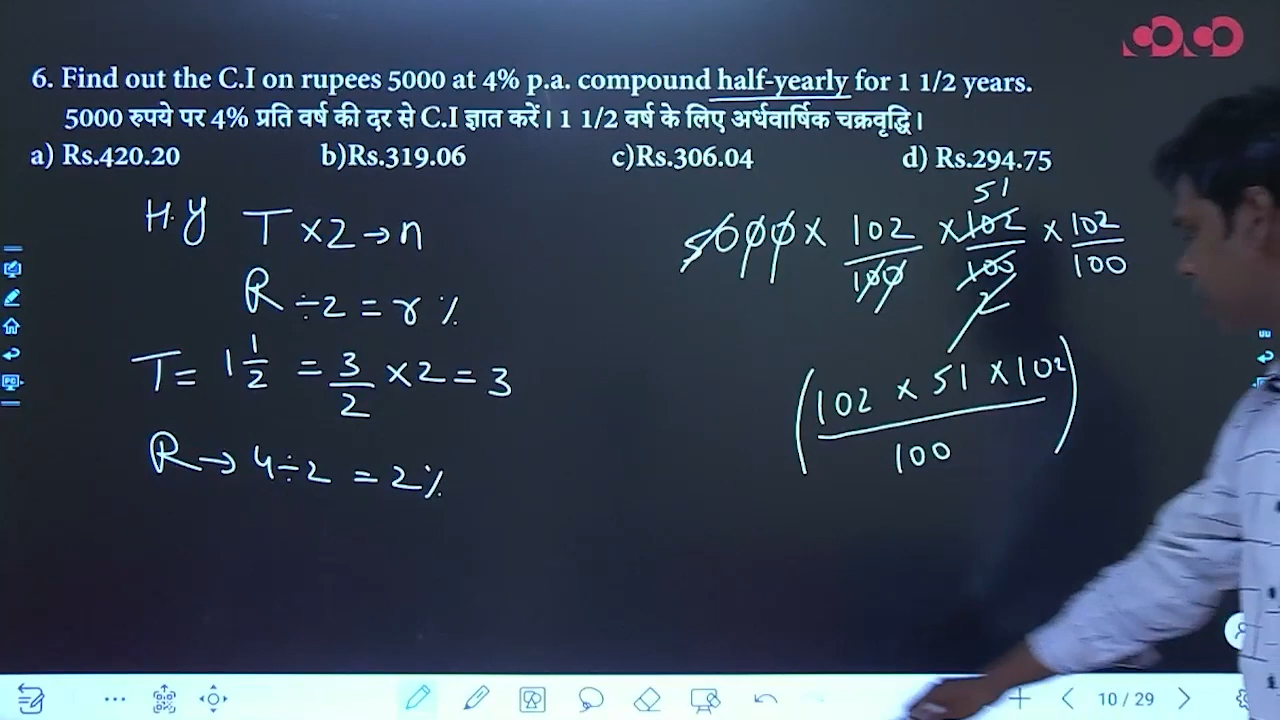 6. Find out the C.I on rupees 5000 at 4% p.a. compound half-yearly for 1 1/2 years.
5000 रुपये पर 4% प्रति वर्ष की दर से C.I ज्ञात करें। 1 1/2 वर्ष के लिए अर्धवार्षिक चक्रवृद्धि।
a) Rs.420.20 b)Rs.319.06 c)Rs.306.04 d) Rs.294.75
H.Y T×2→n
R÷2=r%
T= 1 1/2 = 3/2 ×2=3
R→4÷2=2%
51
5000× 102/100 ×102/100 ×102/100
2
(102×51×102/100)
10 / 29